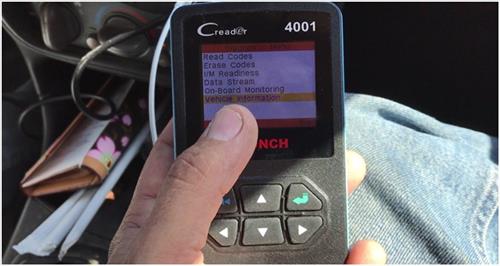 Creader 4001
Read Codes
Erase Codes
I/M Readiness
Data Stream
On-Board Monitoring
Vehicle Information
NCH